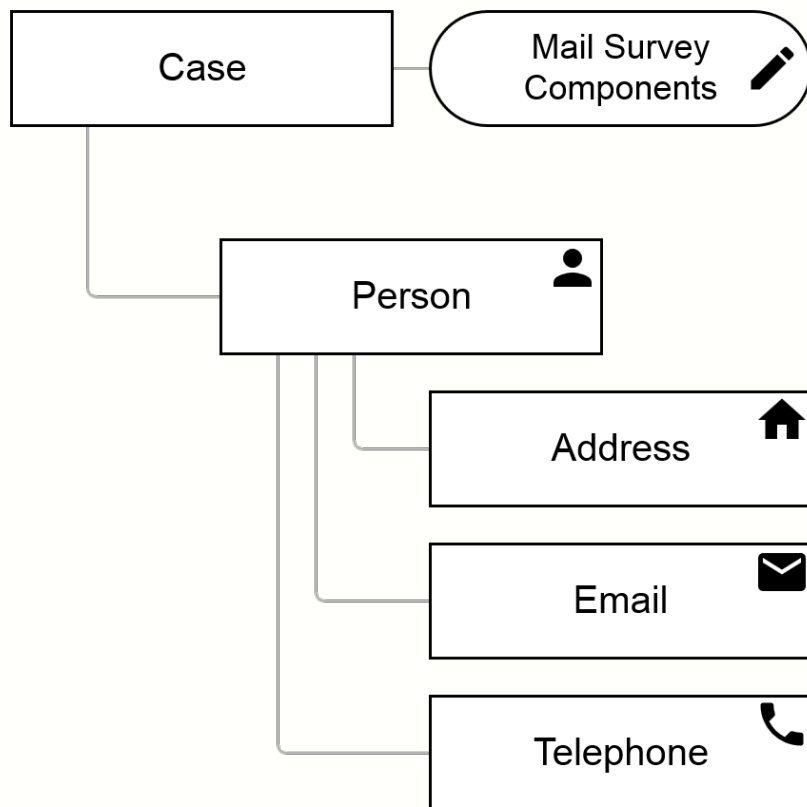 Case
Mail Survey
Components
Person
Address
Email
Telephone